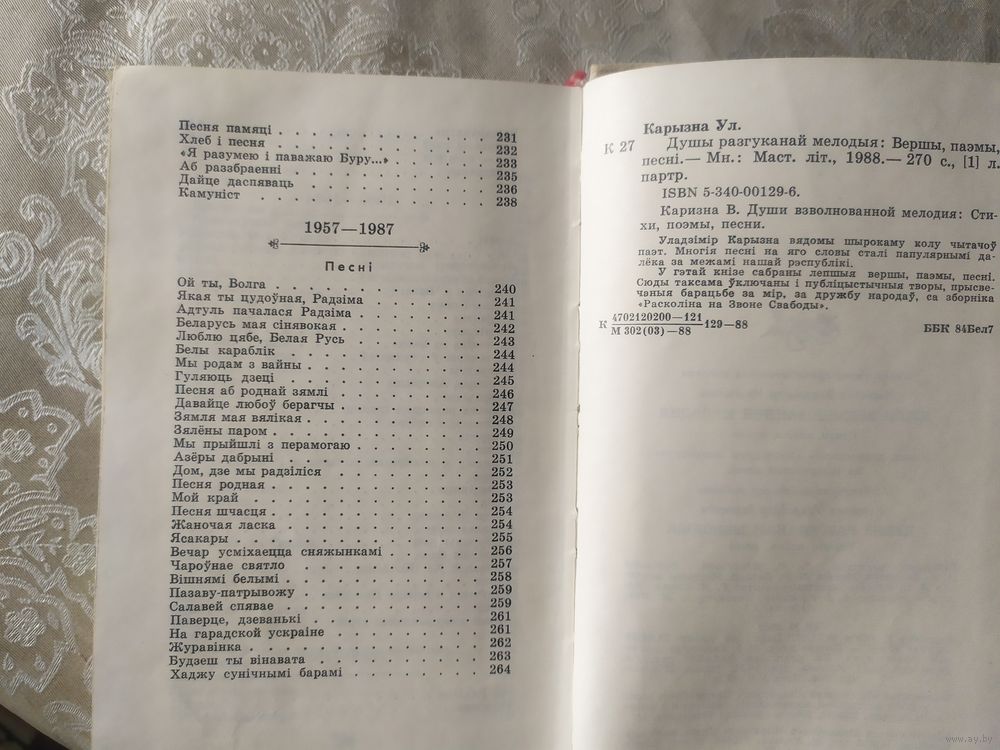 Песня памяці . . . . . . . . . . . . 231
Хлеб і песня . . . . . . . . . . . . 232
«Я разумею і паважаю Буру...» . . . . . . 233
Аб раззбраенні . . . . . . . . . . . 235
Дайце даспяваць . . . . . . . . . . . 236
Камуніст . . . . . . . . . . . . . 238
1957—1987
Песні
Ой ты, Волга . . . . . . . . . . . . 240
Якая ты цудоўная, Радзіма . . . . . . . 241
Адтуль пачалася Радзіма . . . . . . . . 241
Беларусь мая сінявокая . . . . . . . . 242
Люблю цябе, Белая Русь . . . . . . . . 243
Белы караблік . . . . . . . . . . . 244
Мы родам з вайны . . . . . . . . . . 244
Гуляюць дзеці . . . . . . . . . . . 245
Песня аб роднай зямлі . . . . . . . . 246
Давайце любоў берагчы . . . . . . . . 247
Зямля мая вялікая . . . . . . . . . . 248
Зялёны паром . . . . . . . . . . . . 249
Мы прыйшлі з перамогаю . . . . . . . 250
Азёры дабрыні . . . . . . . . . . . 251
Дом, дзе мы радзіліся . . . . . . . . 252
Песня родная . . . . . . . . . . . . 253
Мой край . . . . . . . . . . . . . 253
Песня шчасця . . . . . . . . . . . . 254
Жаночая ласка . . . . . . . . . . . 254
Ясакары . . . . . . . . . . . . . . 255
Вечар усміхаецца сняжынкамі . . . . . . 256
Чароўнае святло . . . . . . . . . . 257
Вішнямі белымі . . . . . . . . . . . 258
Пазаву-патрывожу . . . . . . . . . . 259
Салавей спявае . . . . . . . . . . . 259
Паверце, дзеванькі . . . . . . . . . 261
На гарадской ускраіне . . . . . . . . 261
Журавінка . . . . . . . . . . . . . 262
Будзеш ты вінавата . . . . . . . . . 263
Хаджу сунічнымі барамі . . . . . . . . 264
Карызна Ул.
К 27 Душы разгуканай мелодыя: Вершы, паэмы,
песні.— Мн.: Маст. літ., 1988.— 270 с., [1] л.
партр.
ISBN 5-340-00129-6.
Каризна В. Души взволнованной мелодия: Сти-
хи, поэмы, песни.
Уладзімір Карызна вядомы шырокаму колу чытачоў
паэт. Многія песні на яго словы сталі папулярнымі да-
лёка за межамі нашай рэспублікі.
У гэтай кнізе сабраны лепшыя вершы, паэмы, песні.
Сюды таксама ўключаны і публіцыстычныя творы, прысве-
чаныя барацьбе за мір, за дружбу народаў, са зборніка
«Расколіна на Звоне Свабоды».
К 4702120200—121
М 302(03)—88 129—88
ББК 84Бел7
www.ay.by